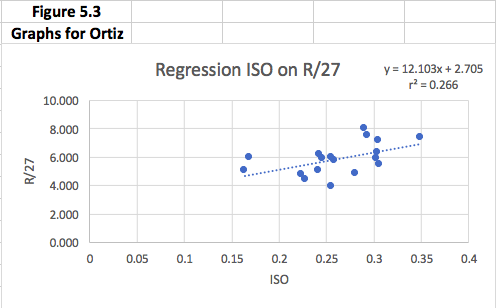 Figure 5.3
Graphs for Ortiz
Regression ISO on R/27
y = 12.103x + 2.705
r² = 0.266
10.000
8.000
6.000
4.000
2.000
0.000
R/27
0 0.05 0.1 0.15 0.2 0.25 0.3 0.35 0.4
ISO